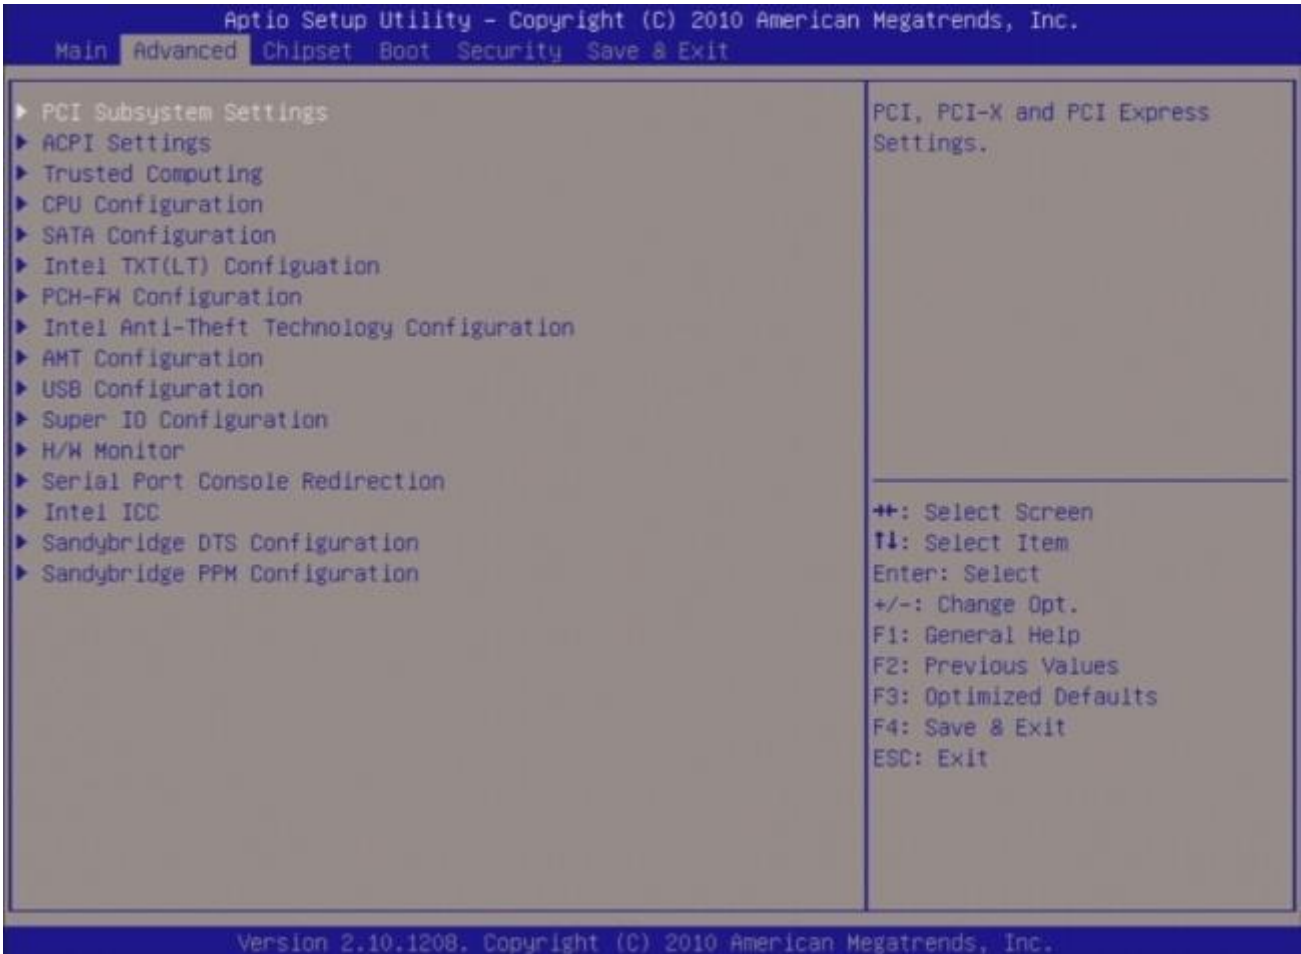 Aptio Setup Utility – Copyright (C) 2010 American Megatrends, Inc.
Main Advanced Chipset Boot Security Save & Exit
PCI Subsystem Settings
ACPI Settings
Trusted Computing
CPU Configuration
SATA Configuration
Intel TXT(LT) Configuation
PCH-FW Configuration
Intel Anti-Theft Technology Configuration
AMT Configuration
USB Configuration
Super IO Configuration
H/W Monitor
Serial Port Console Redirection
Intel ICC
Sandybridge DTS Configuration
Sandybridge PPM Configuration
PCI, PCI-X and PCI Express
Settings.
→←: Select Screen
↑↓: Select Item
Enter: Select
+/-: Change Opt.
F1: General Help
F2: Previous Values
F3: Optimized Defaults
F4: Save & Exit
ESC: Exit
Version 2.10.1208. Copyright (C) 2010 American Megatrends, Inc.